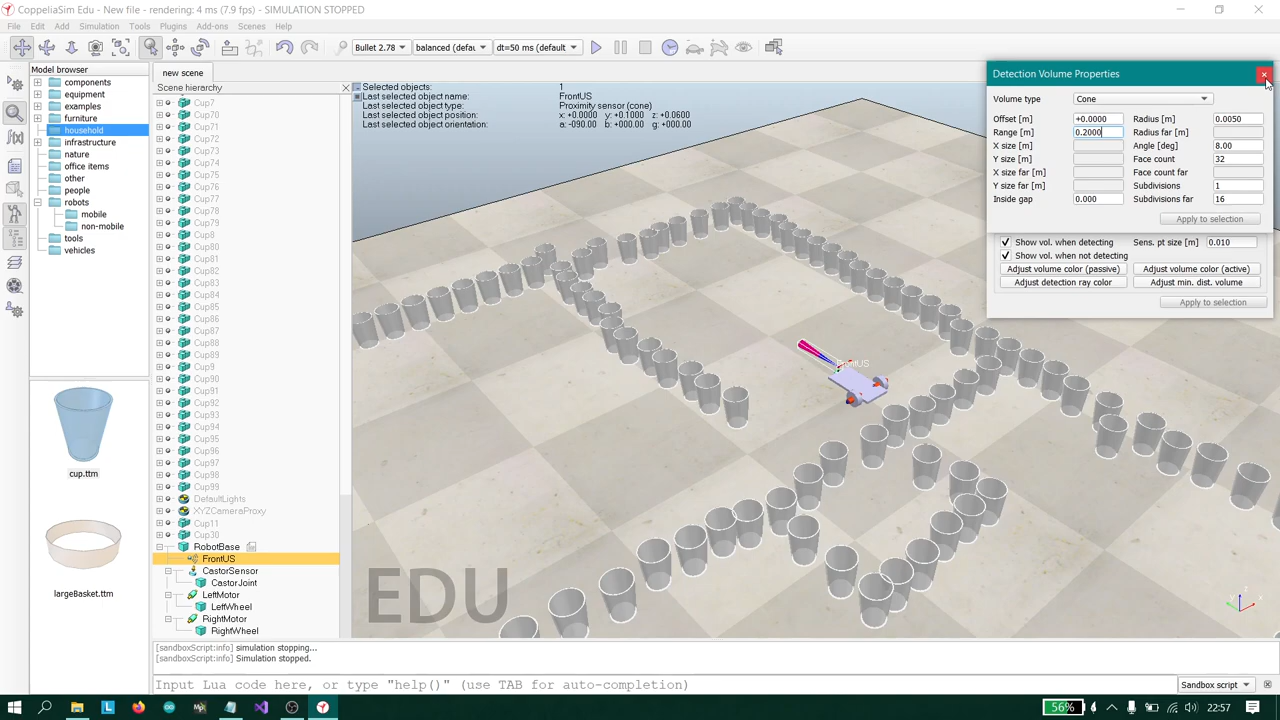 CoppeliaSim Edu - New file - rendering: 4 ms (7.9 fps) - SIMULATION STOPPED
File Edit Add Simulation Tools Plugins Add-ons Scenes Help
Bullet 2.78 balanced (defau dt=50 ms (default
Model browser
components
equipment
examples
furniture
household
infrastructure
nature
office items
other
people
robots
mobile
non-mobile
tools
vehicles
cup.ttm
largeBasket.ttm
new scene
Scene hierarchy
Cup7
Cup70
Cup71
Cup72
Cup73
Cup74
Cup75
Cup76
Cup77
Cup78
Cup79
Cup8
Cup80
Cup81
Cup82
Cup83
Cup84
Cup85
Cup86
Cup87
Cup88
Cup89
Cup9
Cup90
Cup91
Cup92
Cup93
Cup94
Cup95
Cup96
Cup97
Cup98
Cup99
DefaultLights
XYZCameraProxy
Cup11
Cup30
RobotBase
FrontUS
CastorSensor
CastorJoint
LeftMotor
LeftWheel
RightMotor
RightWheel
Selected objects: 1
Last selected object name: FrontUS
Last selected object type: Proximity sensor (cone)
Last selected object position: x: +0.0000 y: +0.1000 z: +0.0600
Last selected object orientation: a: -090.00 b: +000.00 g: +000.00
FrontUS
EDU
Detection Volume Properties
Volume type Cone
Offset [m] +0.0000 Radius [m] 0.0050
Range [m] 0.2000 Radius far [m]
X size [m] Angle [deg] 8.00
Y size [m] Face count 32
X size far [m] Face count far
Y size far [m] Subdivisions 1
Inside gap 0.000 Subdivisions far 16
Apply to selection
Show vol. when detecting Sens. pt size [m] 0.010
Show vol. when not detecting
Adjust volume color (passive) Adjust volume color (active)
Adjust detection ray color Adjust min. dist. volume
Apply to selection
[sandboxScript:info] simulation stopping...
[sandboxScript:info] Simulation stopped.
Input Lua code here, or type "help()" (use TAB for auto-completion)
Sandbox script
56% 22:57